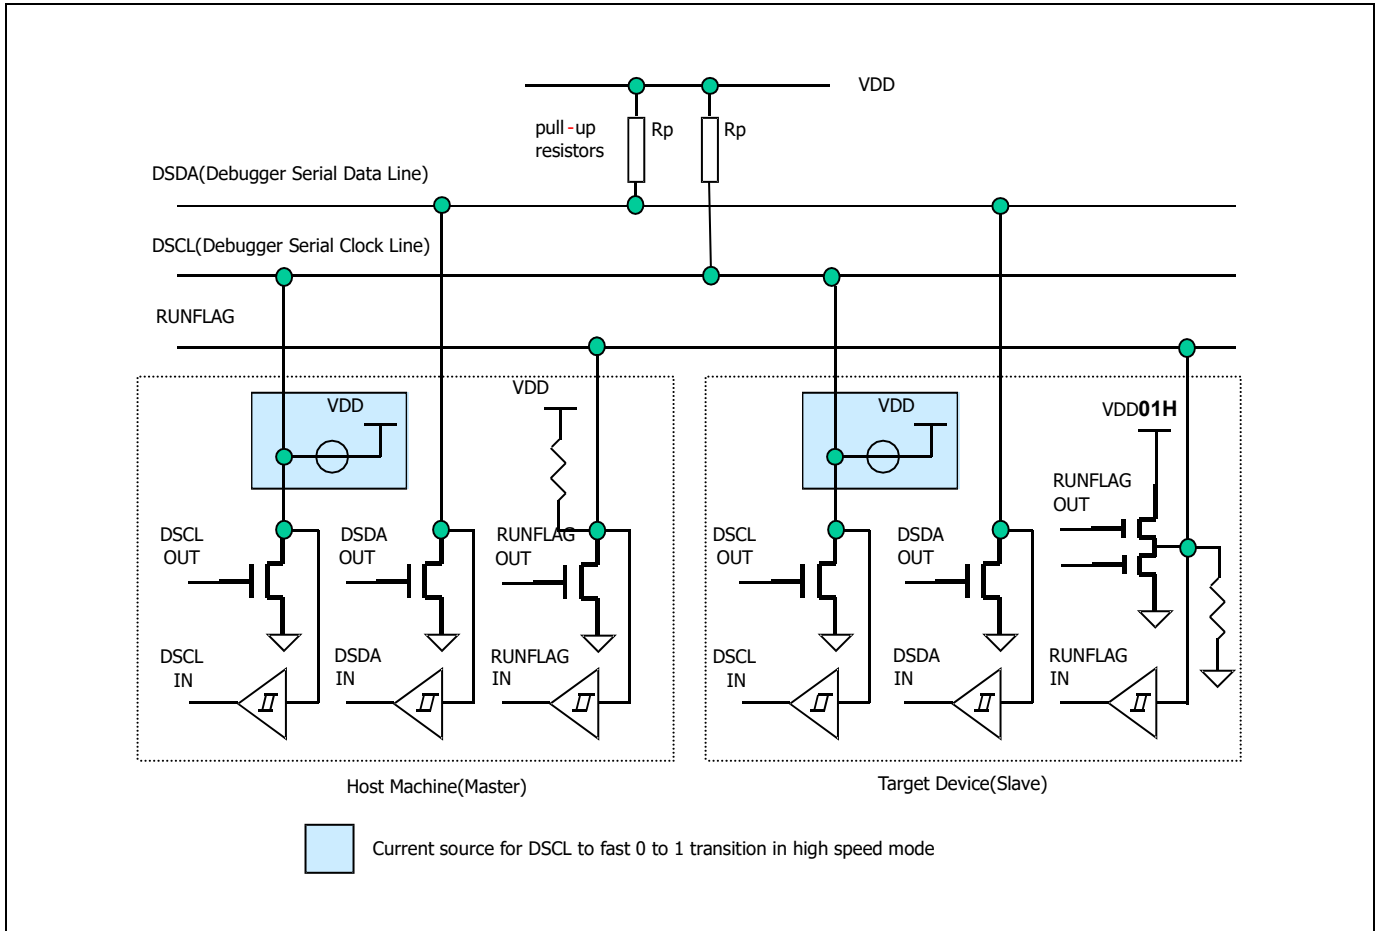 VDD
pull-up
resistors
Rp
Rp
DSDA(Debugger Serial Data Line)
DSCL(Debugger Serial Clock Line)
RUNFLAG
VDD
VDD
DSCL
OUT
DSDA
OUT
RUNFLAG
OUT
DSCL
IN
DSDA
IN
RUNFLAG
IN
Host Machine(Master)
VDD
VDD01H
RUNFLAG
OUT
DSCL
OUT
DSDA
OUT
DSCL
IN
DSDA
IN
RUNFLAG
IN
Target Device(Slave)
Current source for DSCL to fast 0 to 1 transition in high speed mode